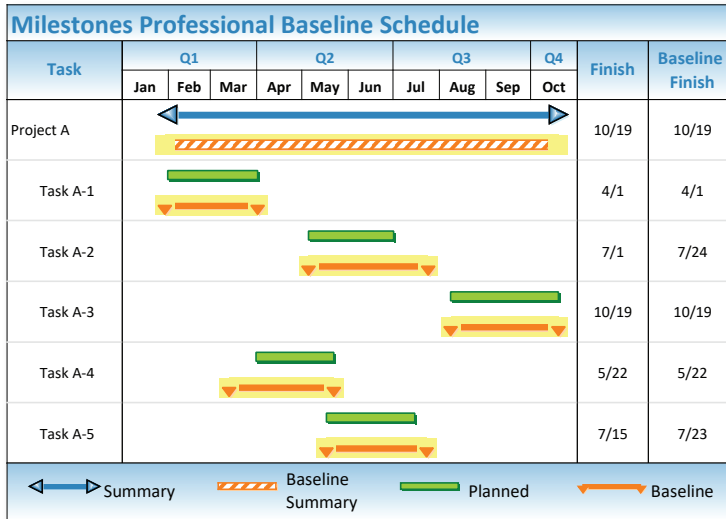 Milestones Professional Baseline Schedule
Task Q1 Q2 Q3 Q4 Finish Baseline Finish
Jan Feb Mar Apr May Jun Jul Aug Sep Oct
Project A 10/19 10/19
Task A-1 4/1 4/1
Task A-2 7/1 7/24
Task A-3 10/19 10/19
Task A-4 5/22 5/22
Task A-5 7/15 7/23
Summary Baseline Summary Planned Baseline